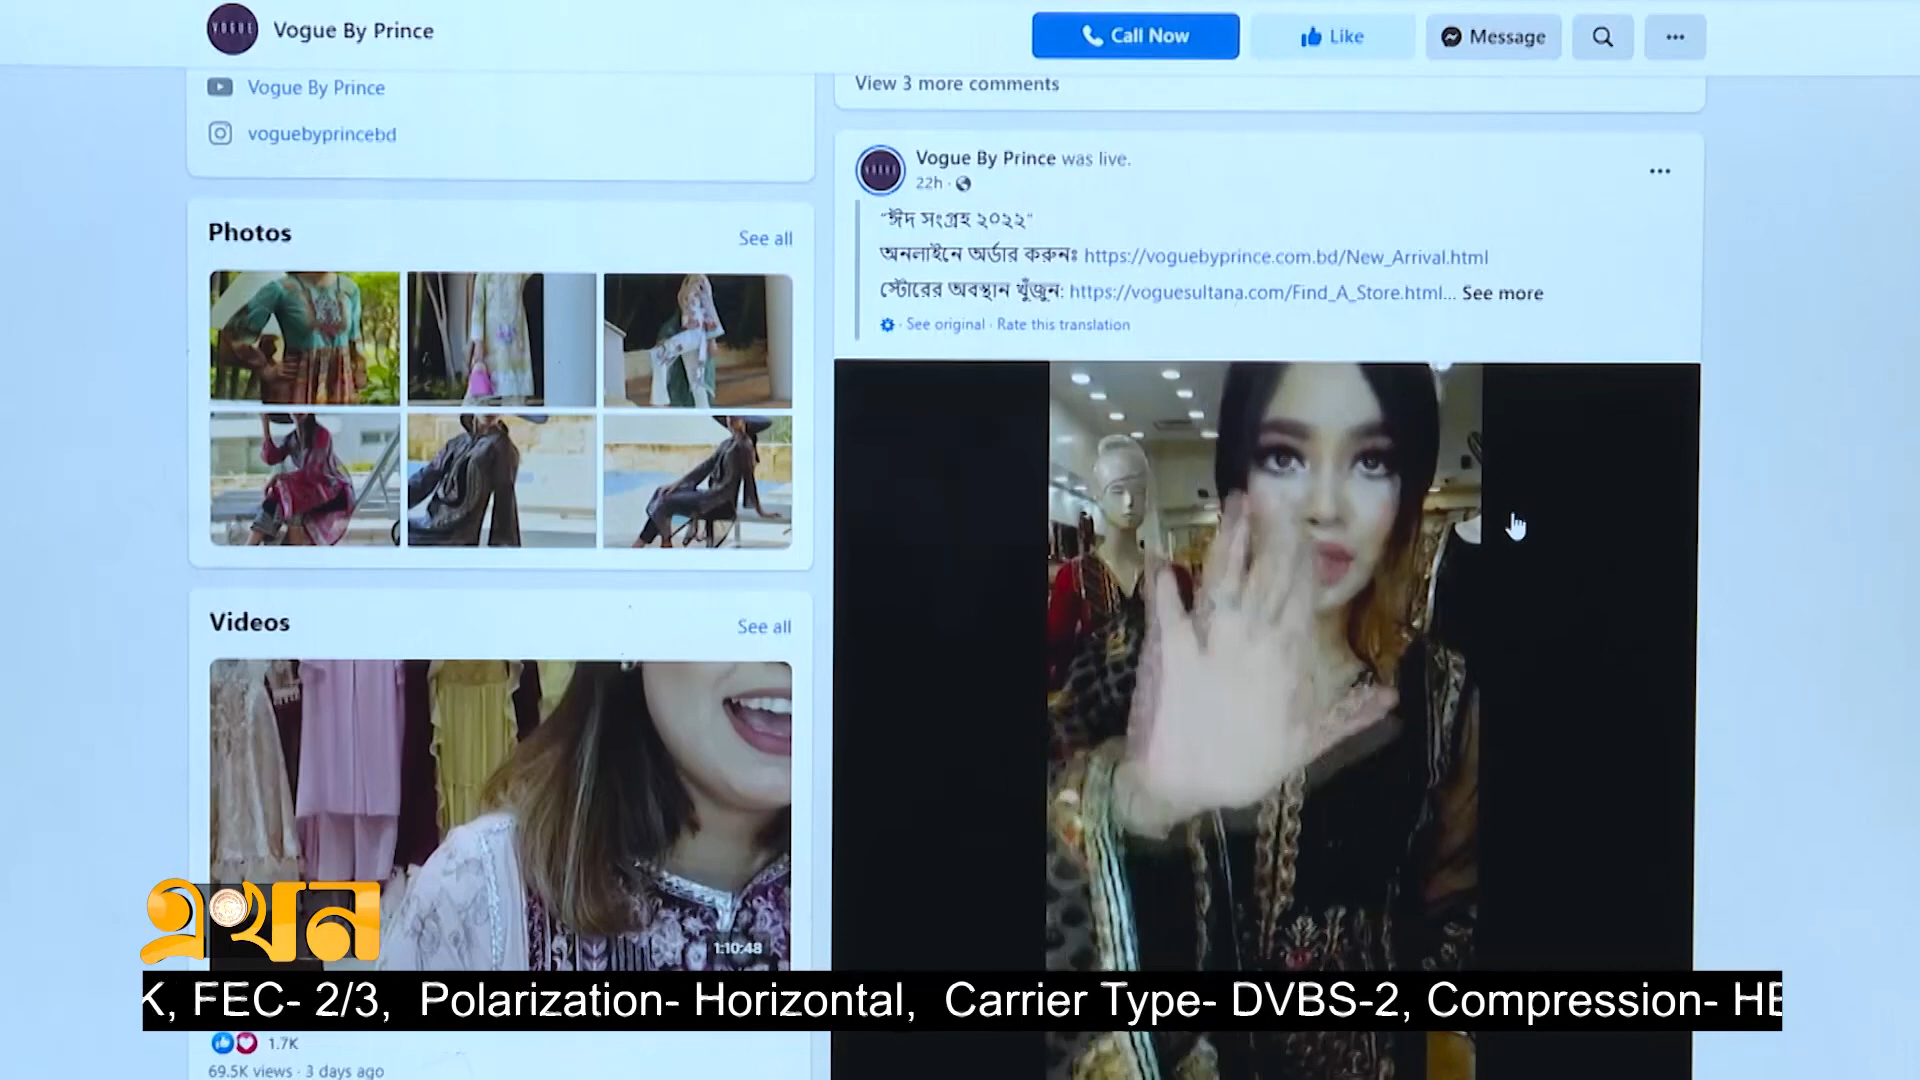 VOGUE
Vogue By Prince
Call Now
Like
Message
Vogue By Prince
voguebyprincebd
View 3 more comments
Vogue By Prince was live.
22h ·
"ঈদ সংগ্রহ ২০২২"
অনলাইনে অর্ডার করুনঃ https://voguebyprince.com.bd/New_Arrival.html
স্টোরের অবস্থান খুঁজুন: https://voguesultana.com/Find_A_Store.html... See more
· See original · Rate this translation
Photos
See all
Videos
See all
1:10:48
এখন
K, FEC- 2/3, Polarization- Horizontal, Carrier Type- DVBS-2, Compression- HE
1.7K
69.5K views · 3 days ago